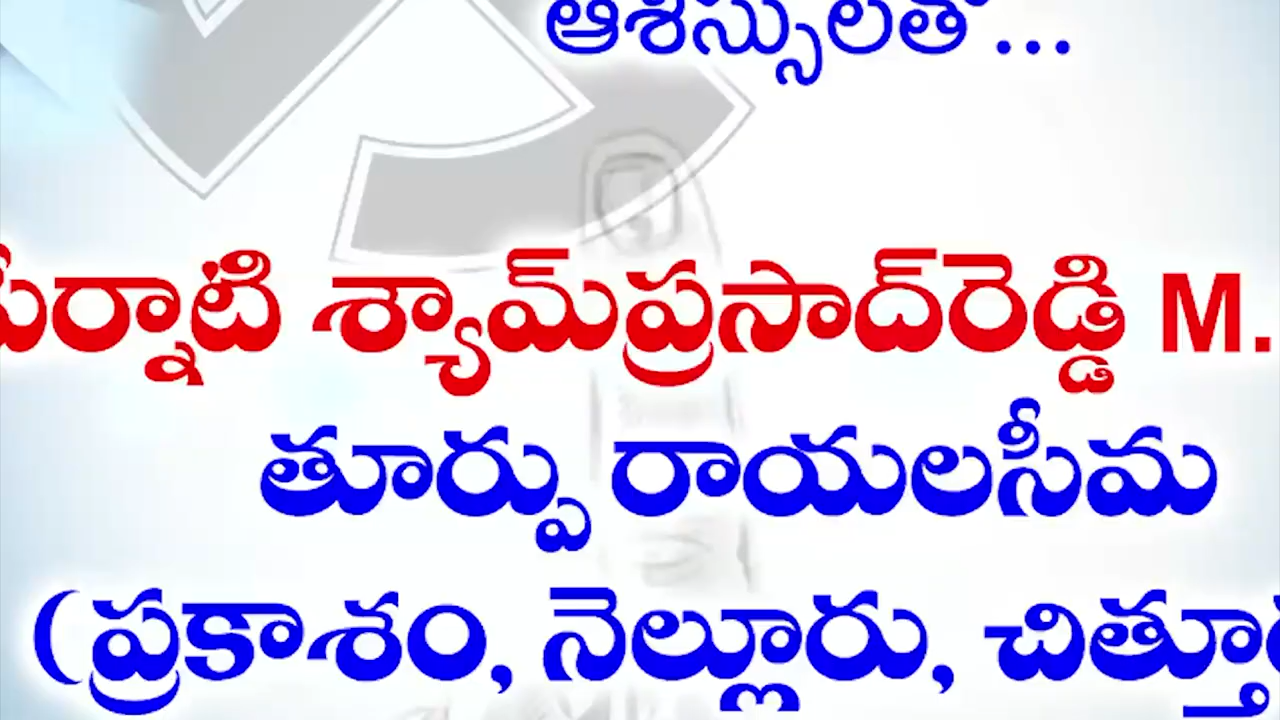 ఆశీస్సులతో...
పేర్నాటి శ్యామ్‌ప్రసాద్‌రెడ్డి M.
తూర్పు రాయలసీమ
(ప్రకాశం, నెల్లూరు,